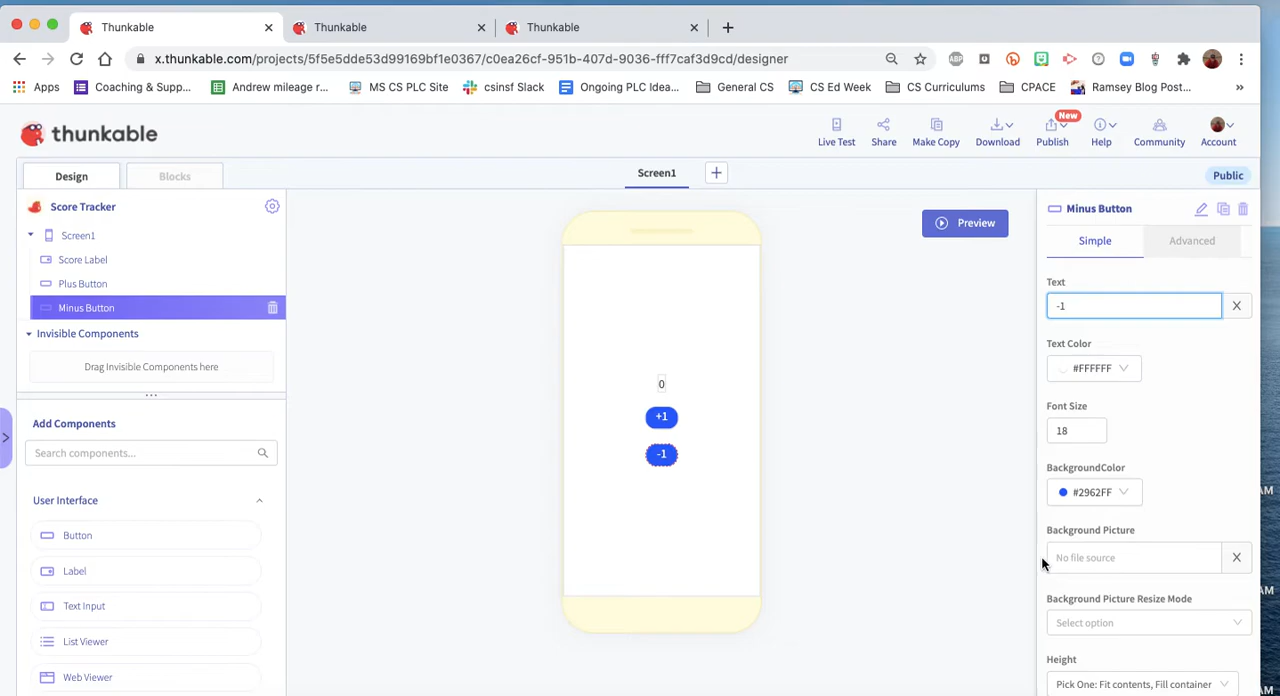 Thunkable
Thunkable
Thunkable
x.thunkable.com/projects/5f5e5dde53d99169bf1e0367/c0ea26cf-951b-407d-9036-fff7caf3d9cd/designer
ABP
Apps
Coaching & Supp...
Andrew mileage r...
MS CS PLC Site
csinsf Slack
Ongoing PLC Idea...
General CS
CS Ed Week
CS Curriculums
CPACE
Ramsey Blog Post...
»
thunkable
Live Test
Share
Make Copy
Download
New
Publish
Help
Community
Account
Design
Blocks
Screen1
Public
Score Tracker
Screen1
Score Label
Plus Button
Minus Button
Invisible Components
Drag Invisible Components here
Add Components
Search components...
User Interface
Button
Label
Text Input
List Viewer
Web Viewer
0
+1
-1
Preview
Minus Button
Simple
Advanced
Text
-1
X
Text Color
#FFFFFF
Font Size
18
BackgroundColor
#2962FF
Background Picture
No file source
X
Background Picture Resize Mode
Select option
Height
Pick One: Fit contents, Fill container
AM
AM
AM